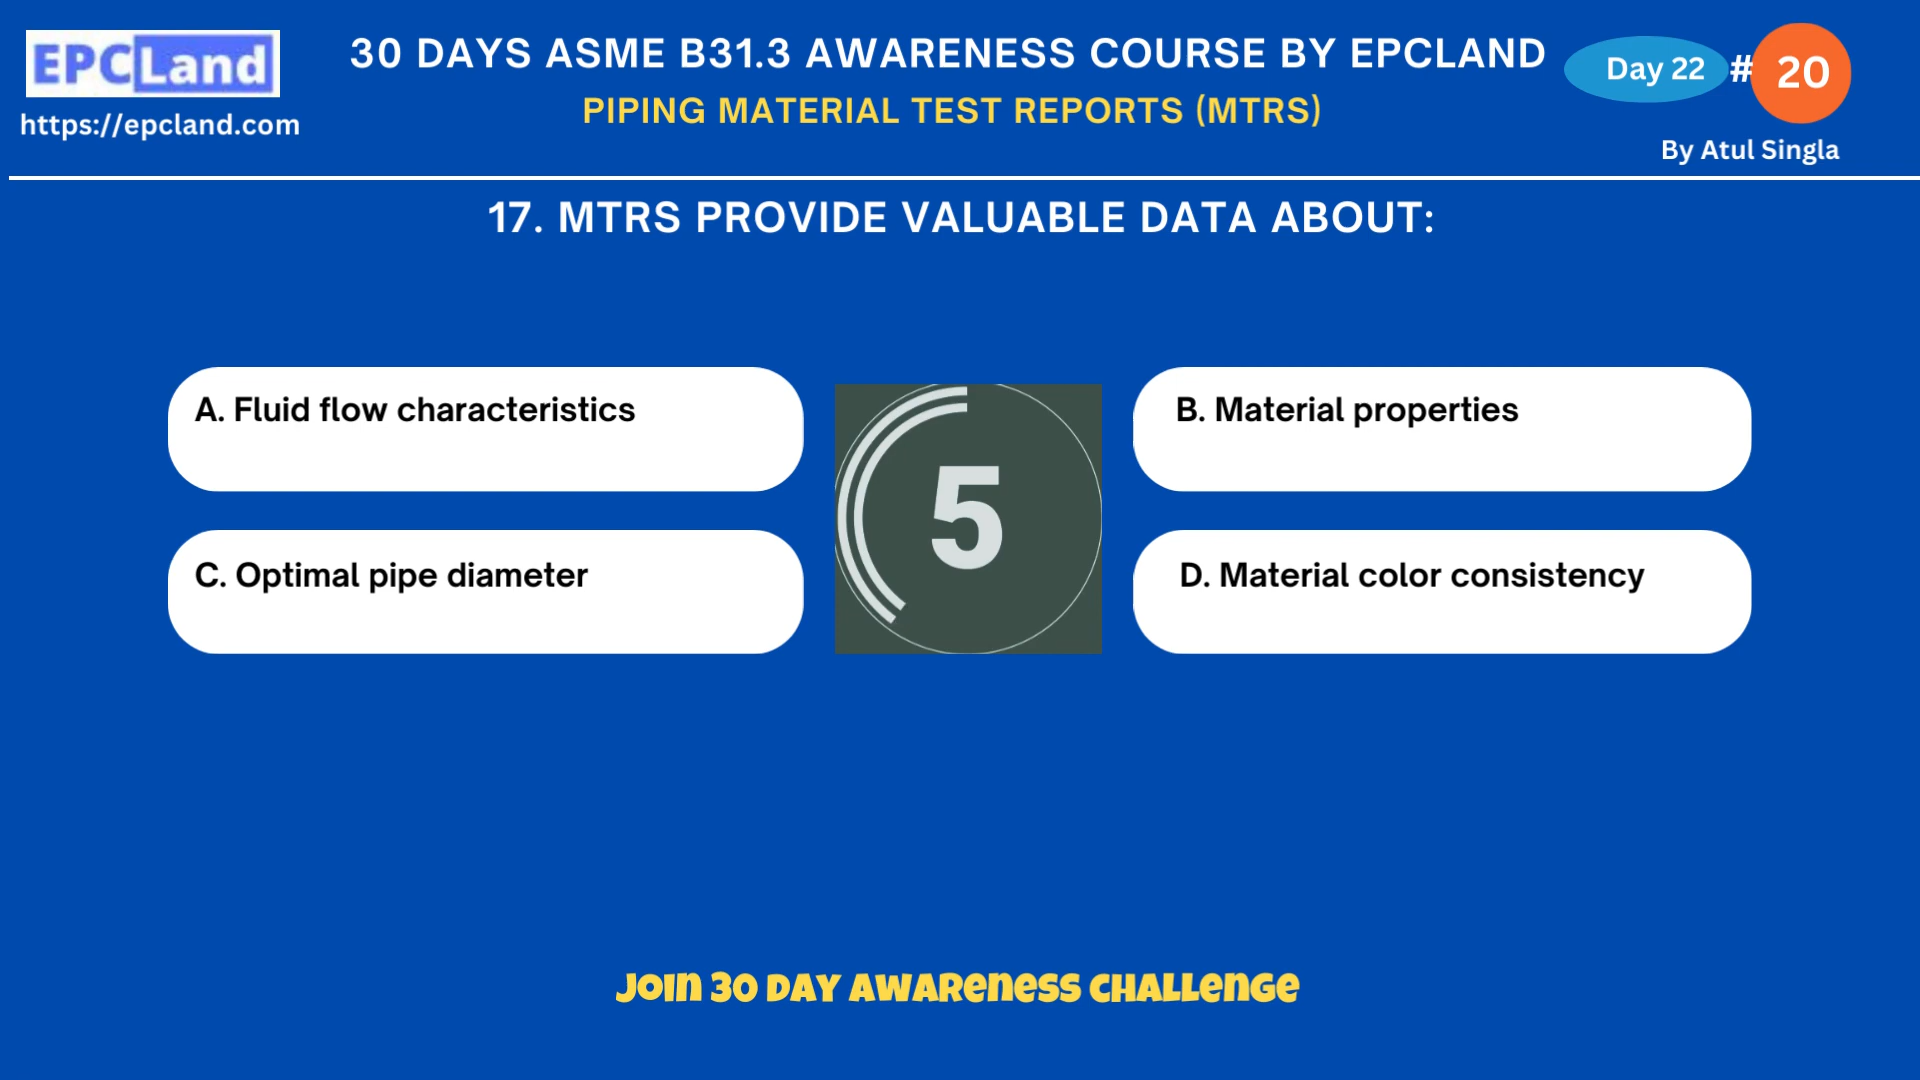 EPCLand
https://epcland.com
30 DAYS ASME B31.3 AWARENESS COURSE BY EPCLAND
PIPING MATERIAL TEST REPORTS (MTRS)
Day 22 # 20
By Atul Singla
17. MTRS PROVIDE VALUABLE DATA ABOUT:
A. Fluid flow characteristics
B. Material properties
5
C. Optimal pipe diameter
D. Material color consistency
Join 30 Day Awareness Challenge